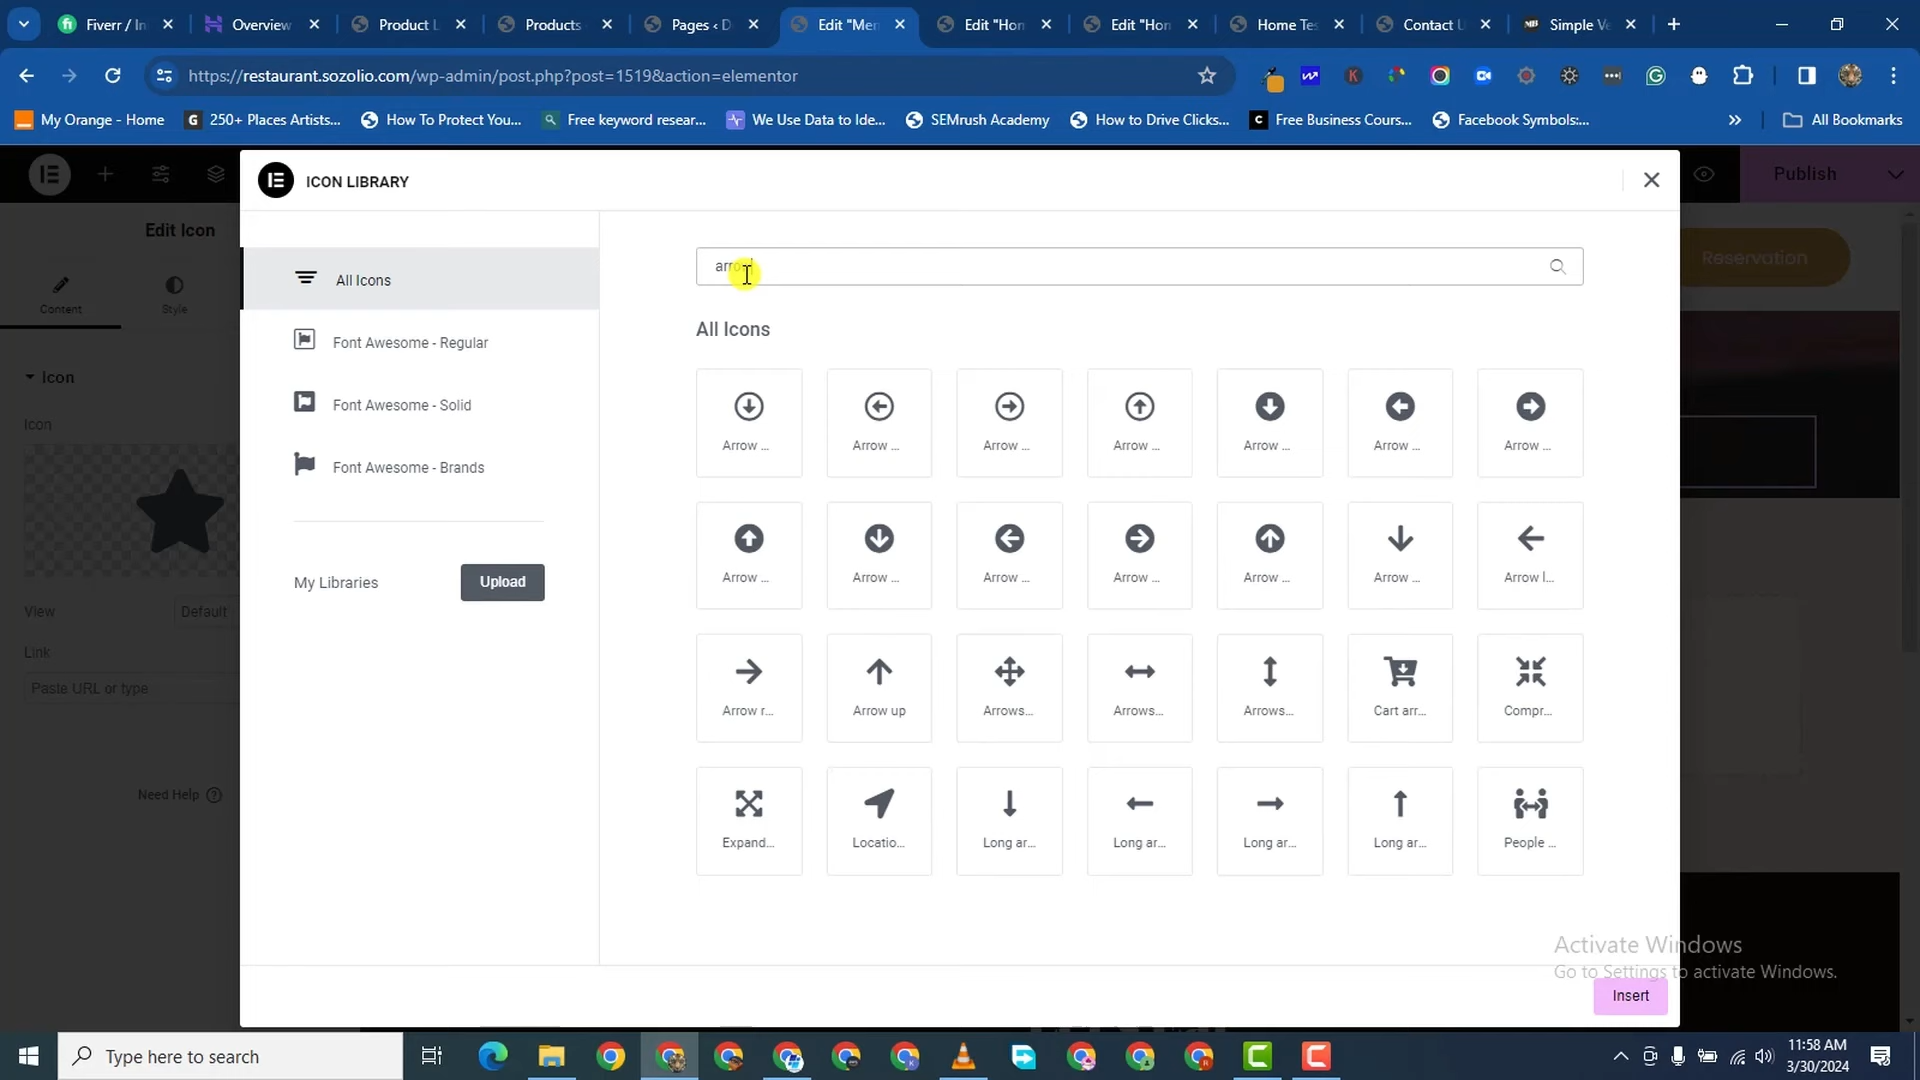 Fiverr / In
Overview
Product L
Products
Pages ‹ D
Edit "Men
Edit "Hom
Edit "Hom
Home Tes
Contact U
Simple Ve
https://restaurant.sozolio.com/wp-admin/post.php?post=1519&action=elementor
My Orange - Home
250+ Places Artists...
How To Protect You...
Free keyword resear...
We Use Data to Ide...
SEMrush Academy
How to Drive Clicks...
Free Business Cours...
Facebook Symbols:...
All Bookmarks
ICON LIBRARY
Publish
Edit Icon
Content
Style
Reservation
All Icons
Font Awesome - Regular
Font Awesome - Solid
Font Awesome - Brands
My Libraries
Upload
Icon
Icon
View
Default
Link
Paste URL or type
Need Help
All Icons
Arrow ...
Arrow ...
Arrow ...
Arrow ...
Arrow ...
Arrow ...
Arrow ...
Arrow ...
Arrow ...
Arrow ...
Arrow ...
Arrow ...
Arrow ...
Arrow l...
Arrow r...
Arrow up
Arrows...
Arrows...
Arrows...
Cart arr...
Compr...
Expand...
Locatio...
Long ar...
Long ar...
Long ar...
Long ar...
People ...
Activate Windows
Go to Settings to activate Windows.
Insert
Type here to search
11:58 AM
3/30/2024